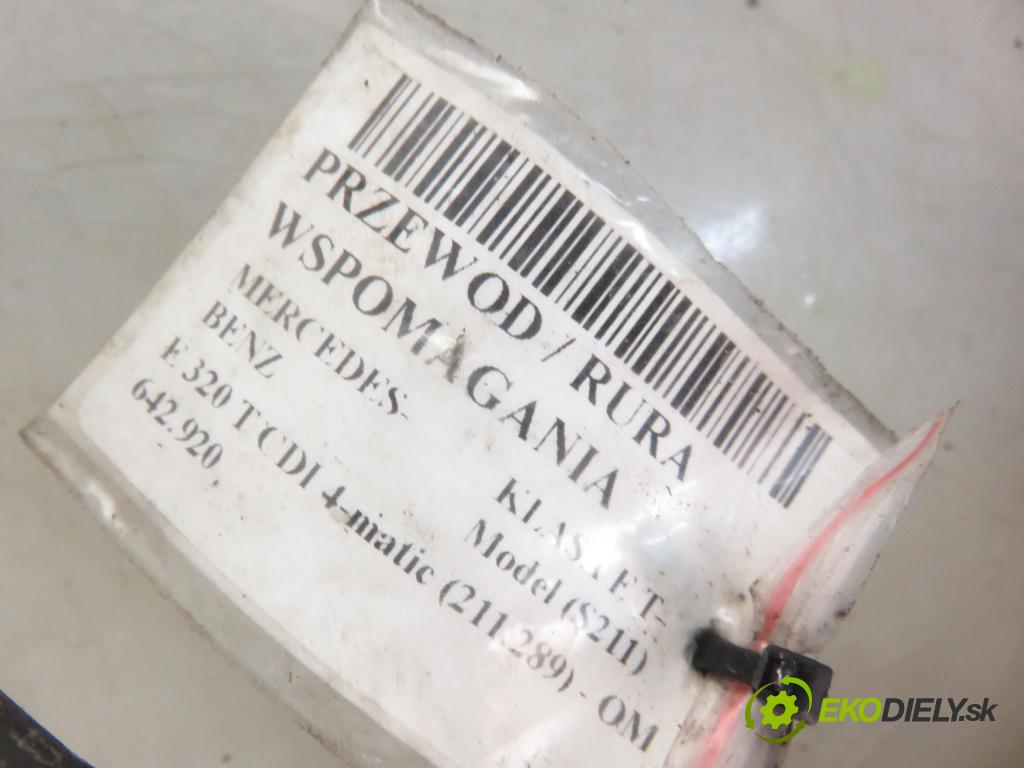 PRZEWOD / RURA
WSPOMAGANIA
MERCEDES-
BENZ
KLASA E T-
Model (S211)
E 320 T CDI 4-matic (211.289) - OM
642.920
EKODIELY.sk